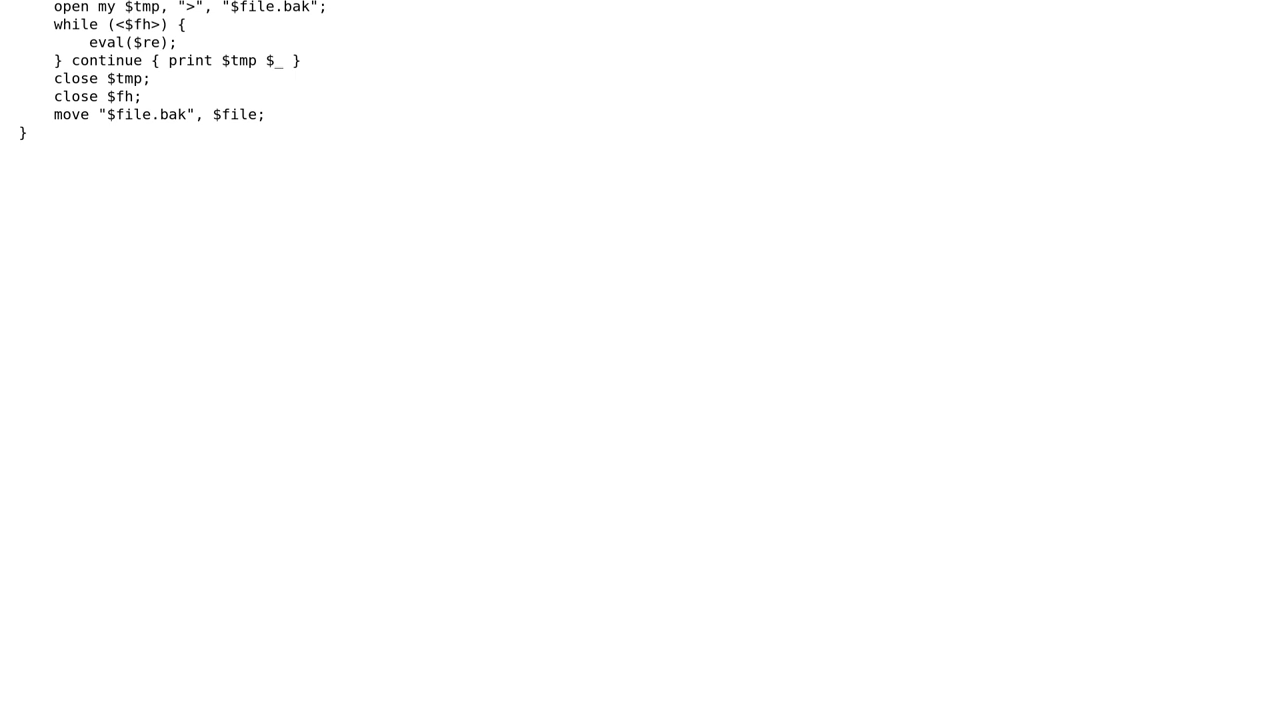 open my $tmp, ">", "$file.bak";
    while (<$fh>) {
        eval($re);
    } continue { print $tmp $_ }
    close $tmp;
    close $fh;
    move "$file.bak", $file;
}